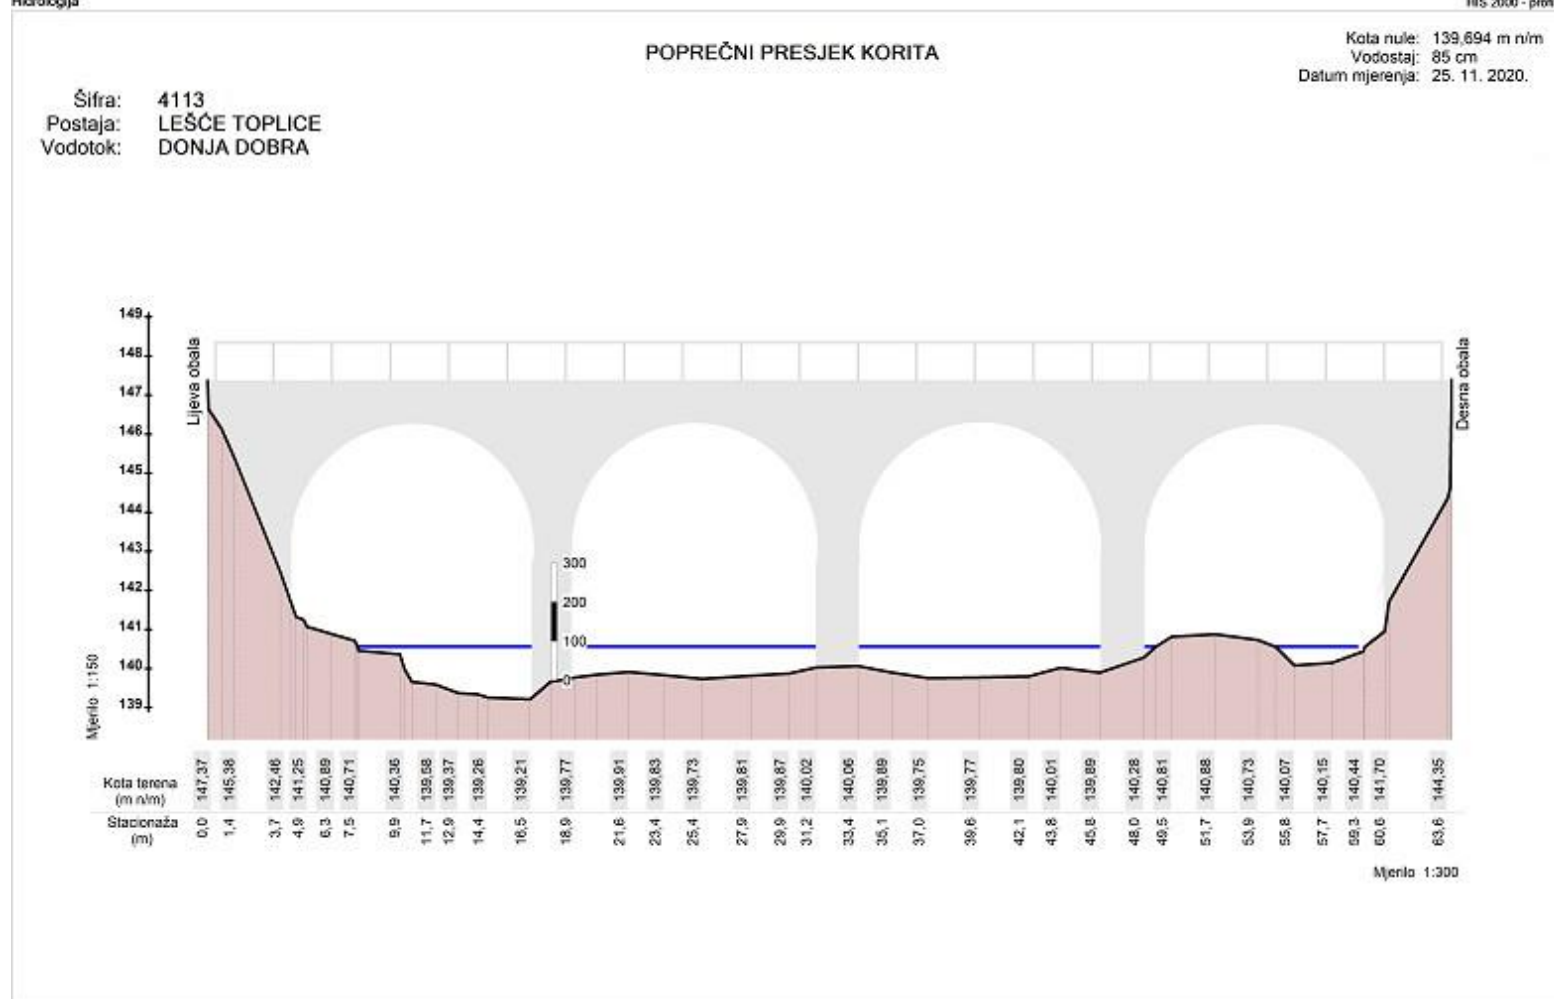 Hidrologija
HIS 2000 - profi
POPREČNI PRESJEK KORITA
Kota nule: 139,694 m n/m
Vodostaj: 85 cm
Datum mjerenja: 25. 11. 2020.
Šifra: 4113
Postaja: LEŠĆE TOPLICE
Vodotok: DONJA DOBRA
149
148
147
146
145
144
143
142
141
140
139
Mjerilo 1:150
Lijeva obala
Desna obala
300
200
100
0
Kota terena
(m n/m)
147,37 145,38 142,46 141,25 140,89 140,71 140,36 139,58 139,37 139,26 139,21 139,77 139,91 139,83 139,73 139,81 139,87 140,02 140,06 139,89 139,75 139,77 139,80 140,01 139,89 140,28 140,81 140,88 140,73 140,07 140,15 140,44 141,70 144,35
Stacionaža
(m)
0,0 1,4 3,7 4,9 6,3 7,5 9,9 11,7 12,9 14,4 16,5 18,9 21,6 23,4 25,4 27,9 29,9 31,2 33,4 35,1 37,0 39,6 42,1 43,8 45,8 48,0 49,5 51,7 53,9 55,8 57,7 59,3 60,6 63,6
Mjerilo 1:300